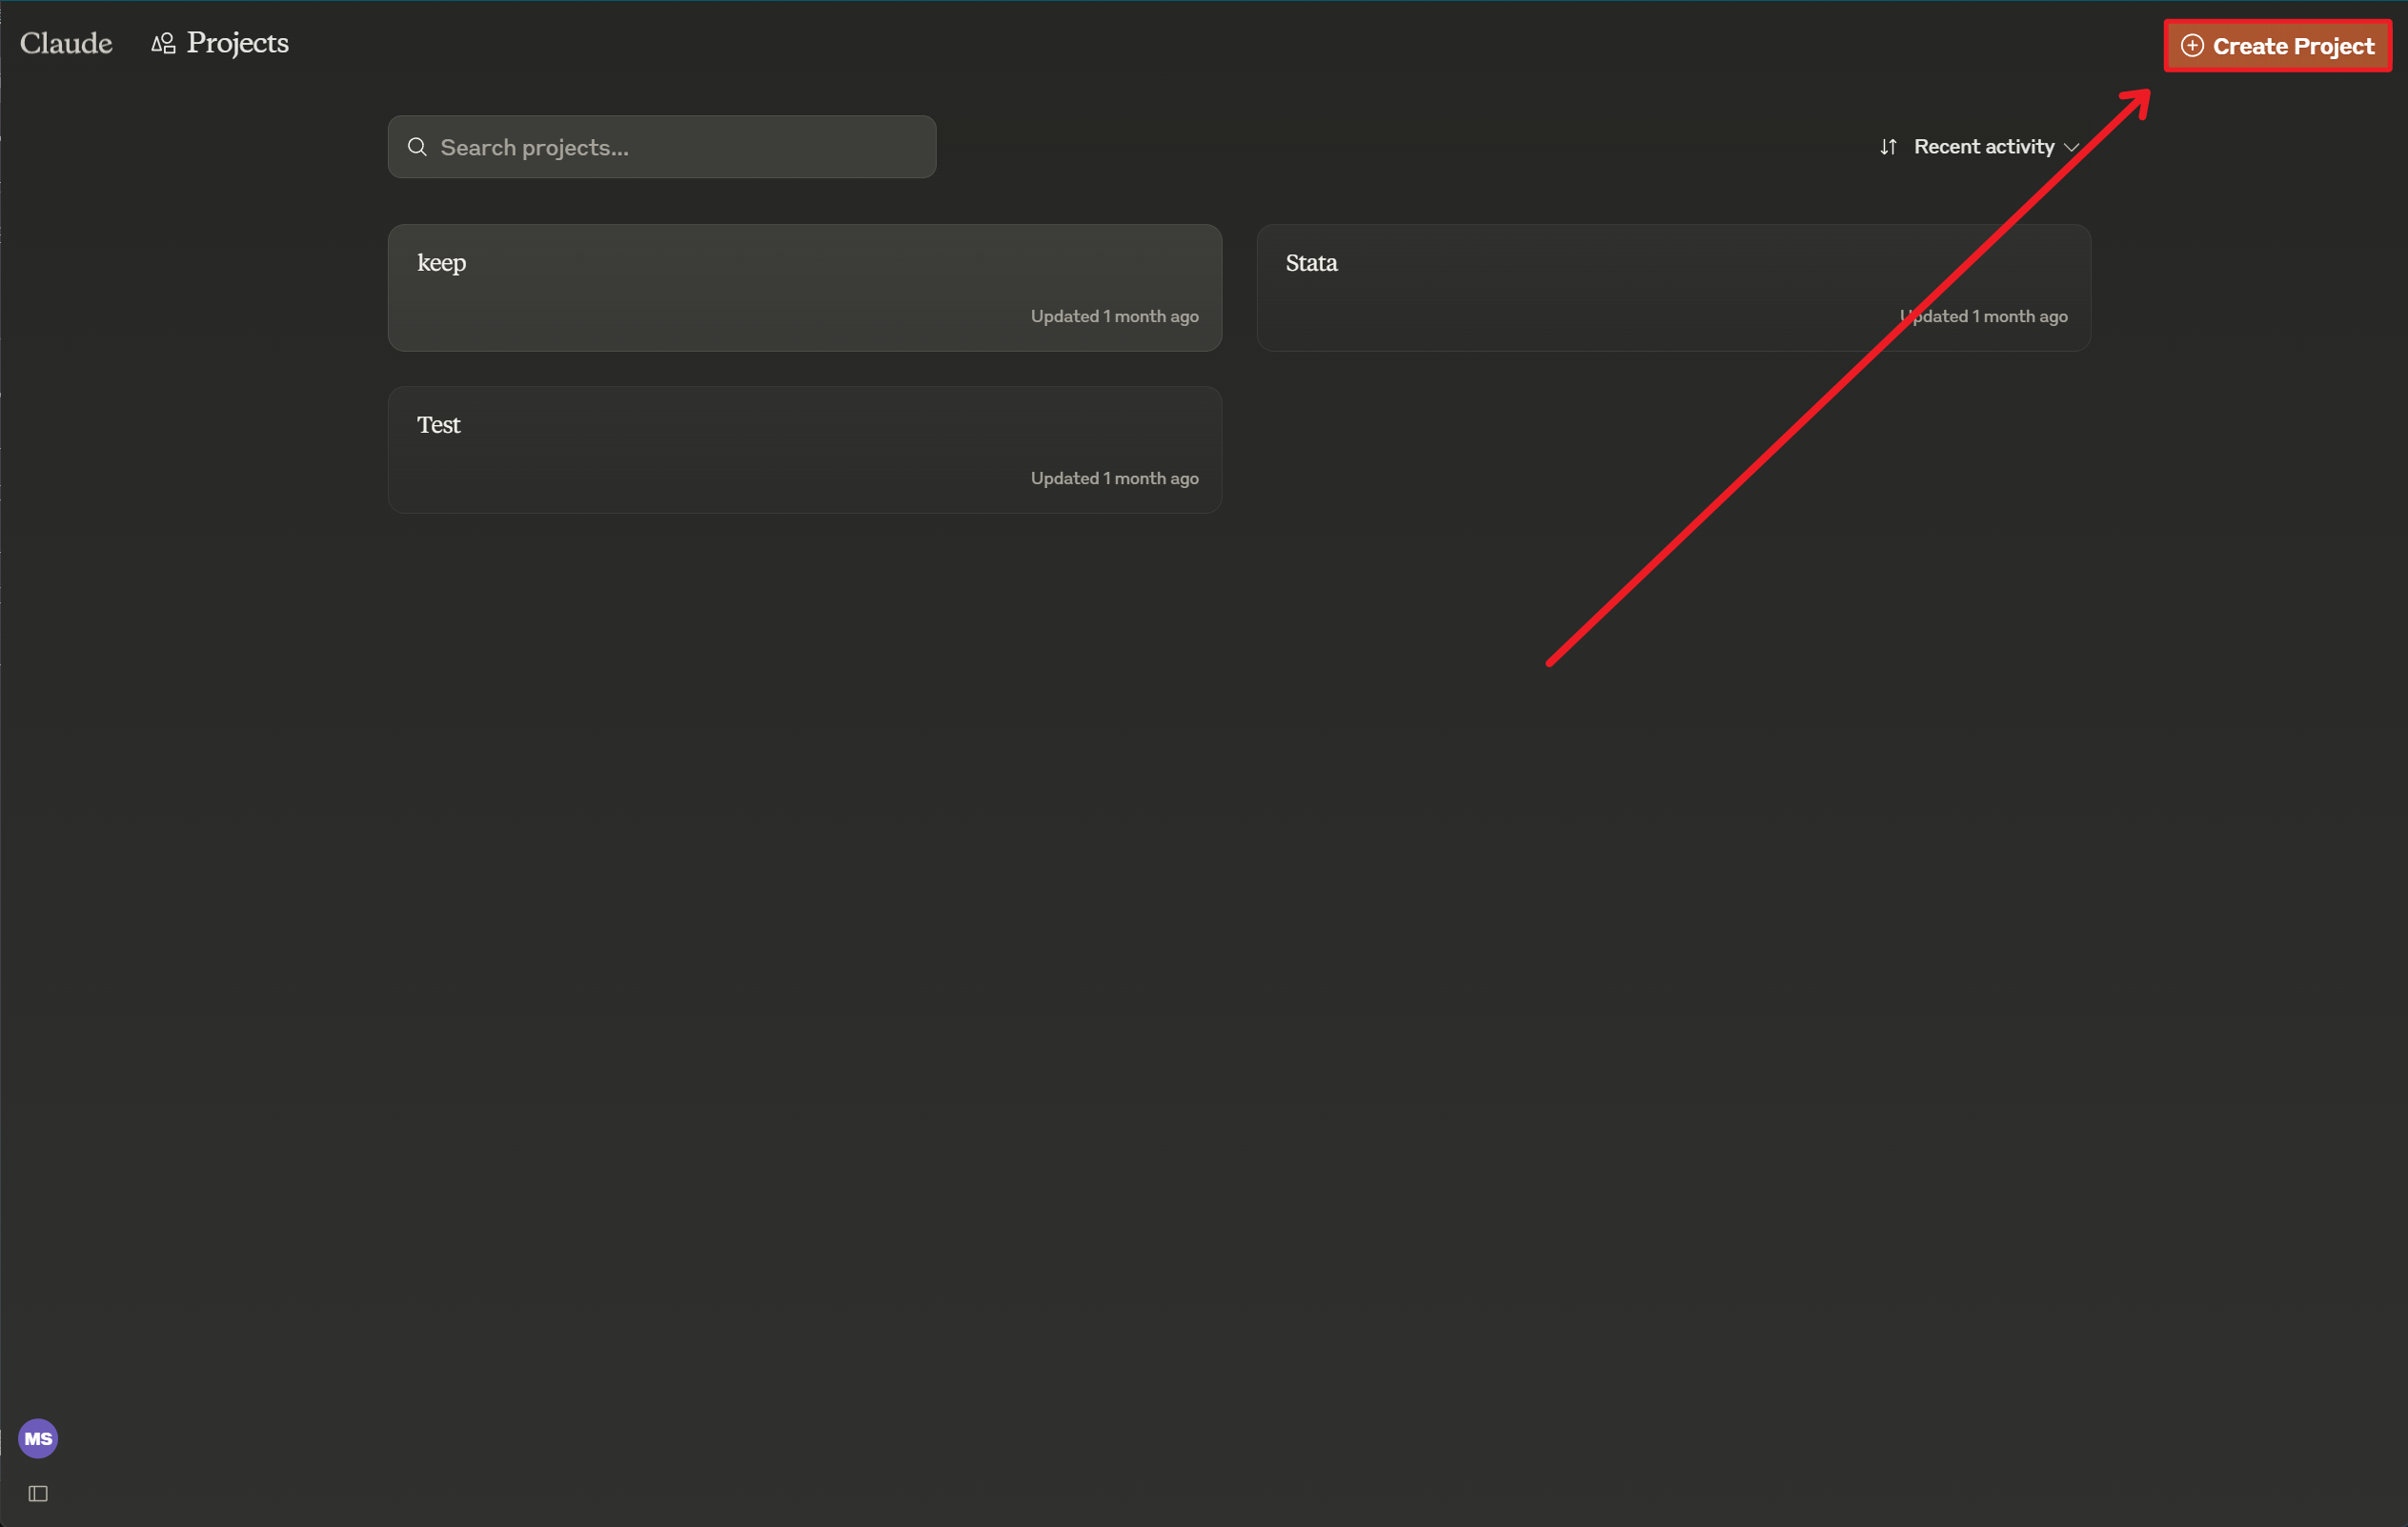 Claude
Projects
Create Project
Search projects...
Recent activity
keep
Updated 1 month ago
Stata
Updated 1 month ago
Test
Updated 1 month ago
MS